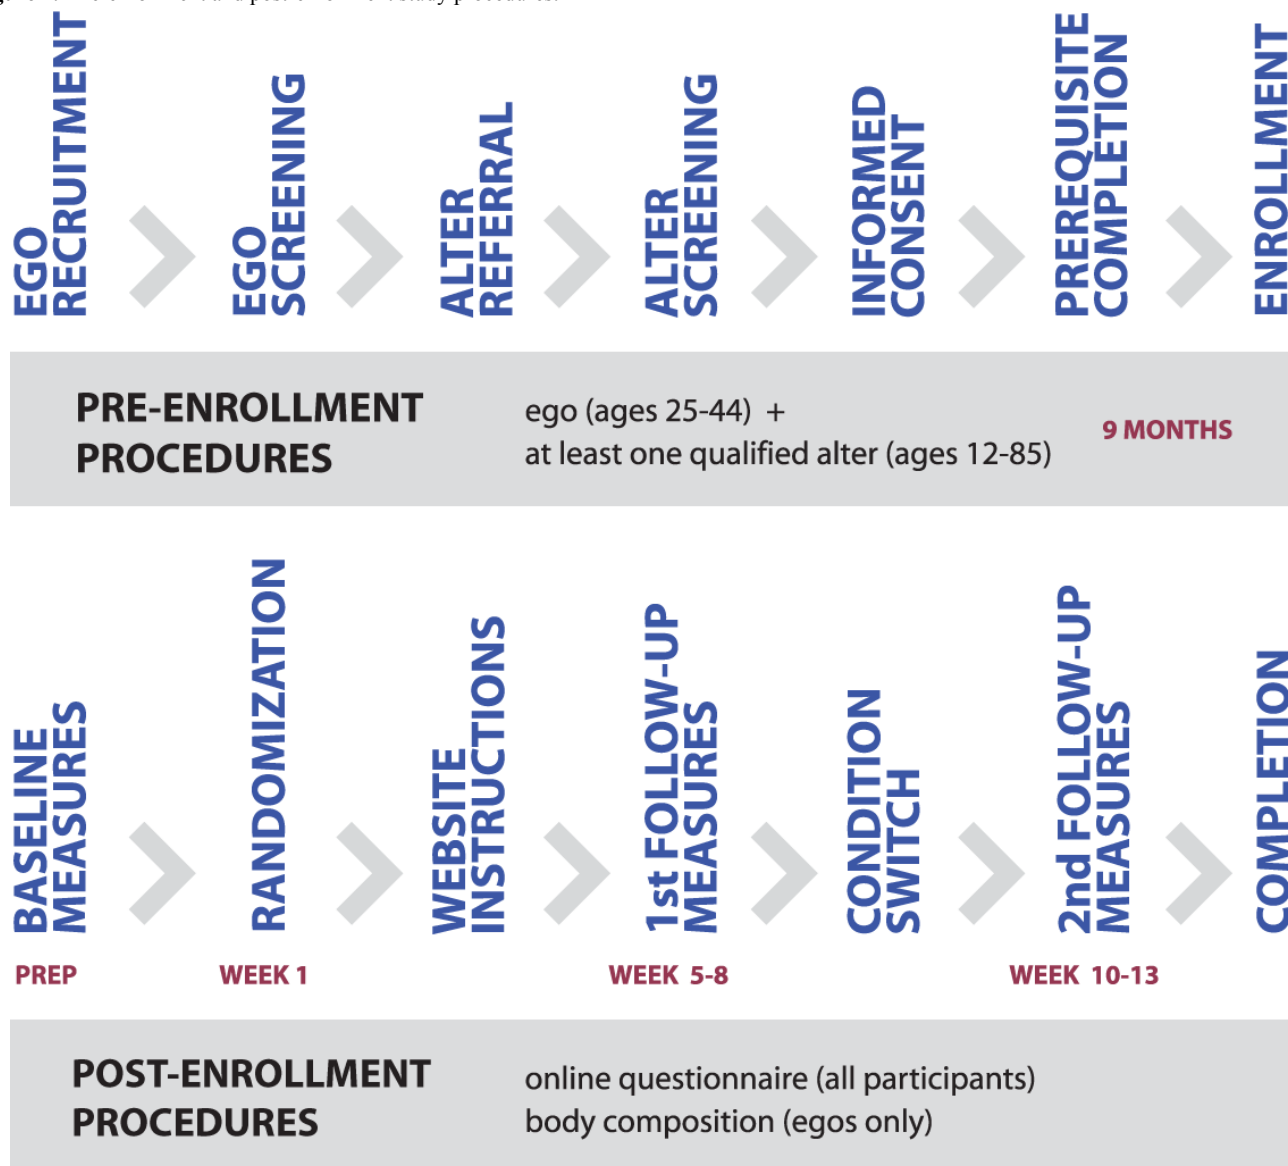 EGO
RECRUITMENT
EGO
SCREENING
ALTER
REFERRAL
ALTER
SCREENING
INFORMED
CONSENT
PREREQUISITE
COMPLETION
ENROLLMENT
PRE-ENROLLMENT
PROCEDURES
ego (ages 25-44) +
at least one qualified alter (ages 12-85)
9 MONTHS
BASELINE
MEASURES
RANDOMIZATION
WEBSITE
INSTRUCTIONS
1st FOLLOW-UP
MEASURES
CONDITION
SWITCH
2nd FOLLOW-UP
MEASURES
COMPLETION
PREP
WEEK 1
WEEK 5-8
WEEK 10-13
POST-ENROLLMENT
PROCEDURES
online questionnaire (all participants)
body composition (egos only)